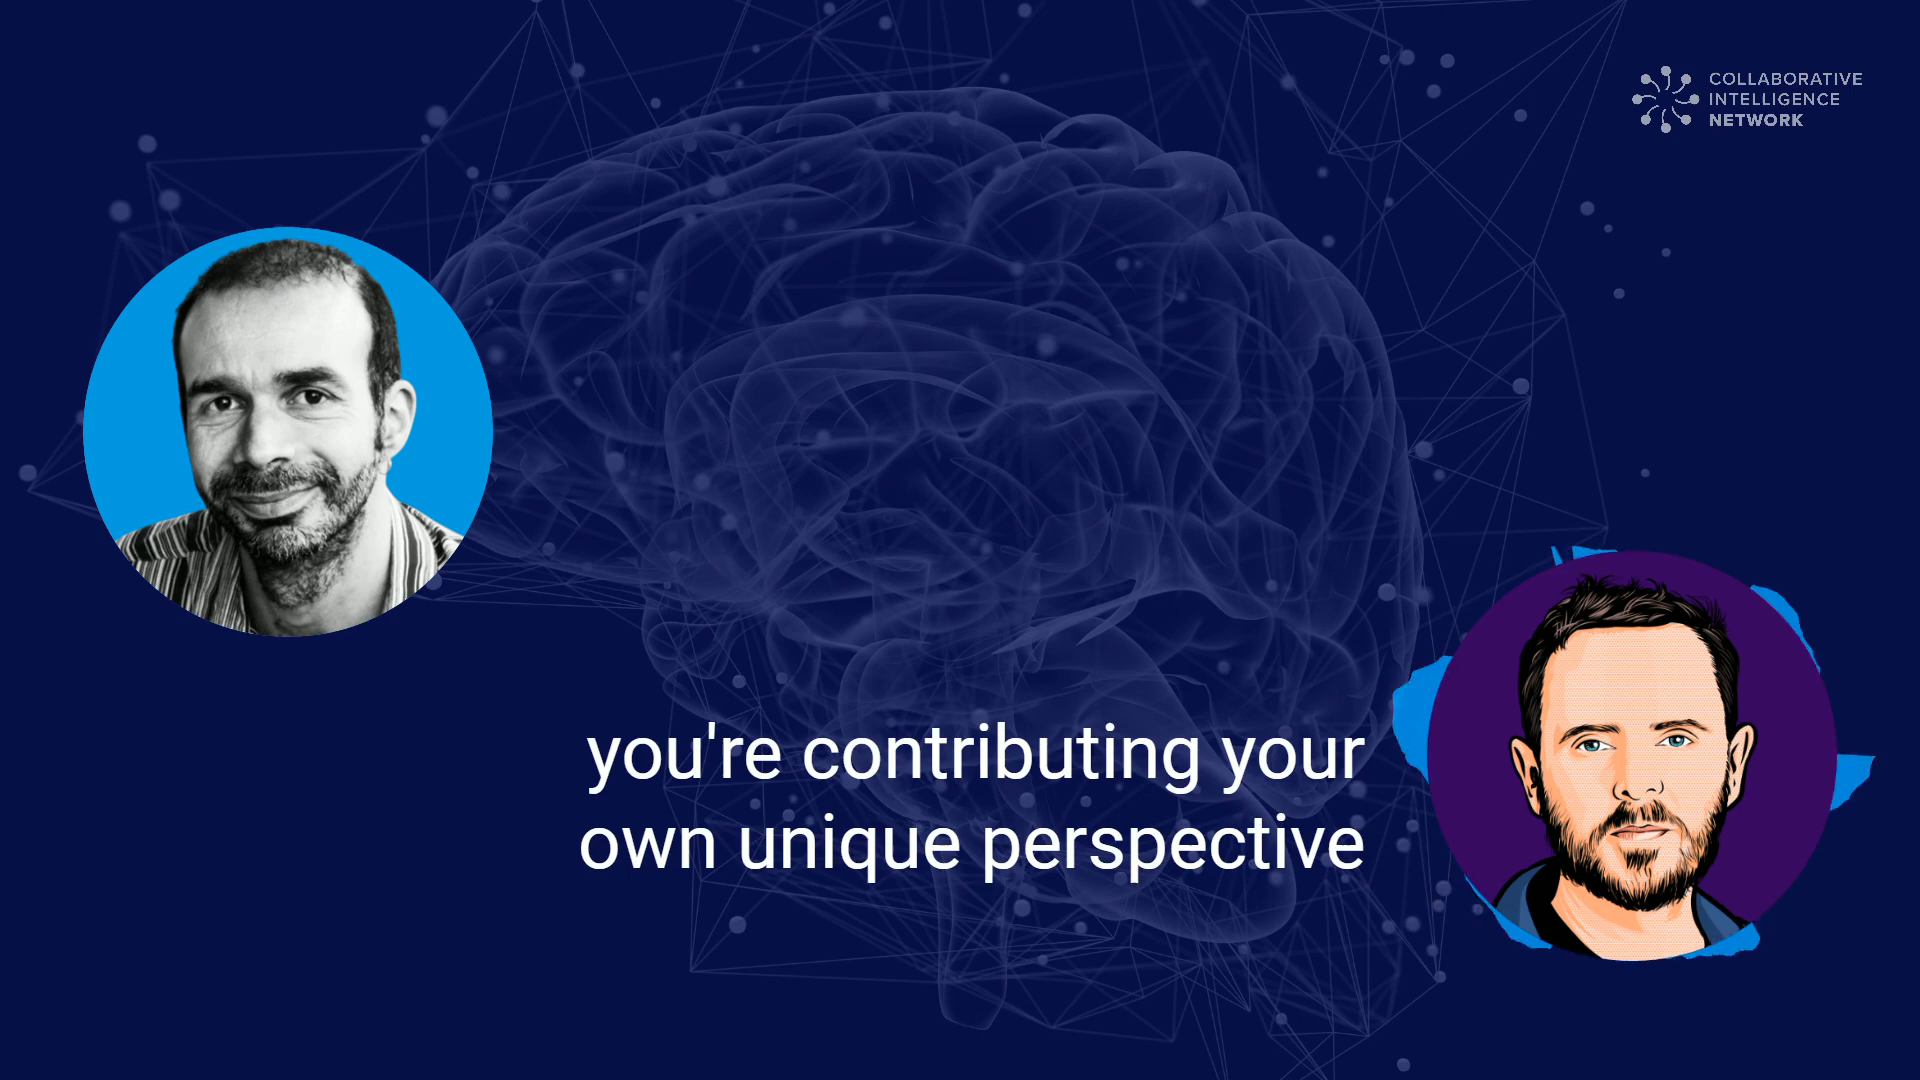 COLLABORATIVE
INTELLIGENCE
NETWORK
you're contributing your
own unique perspective